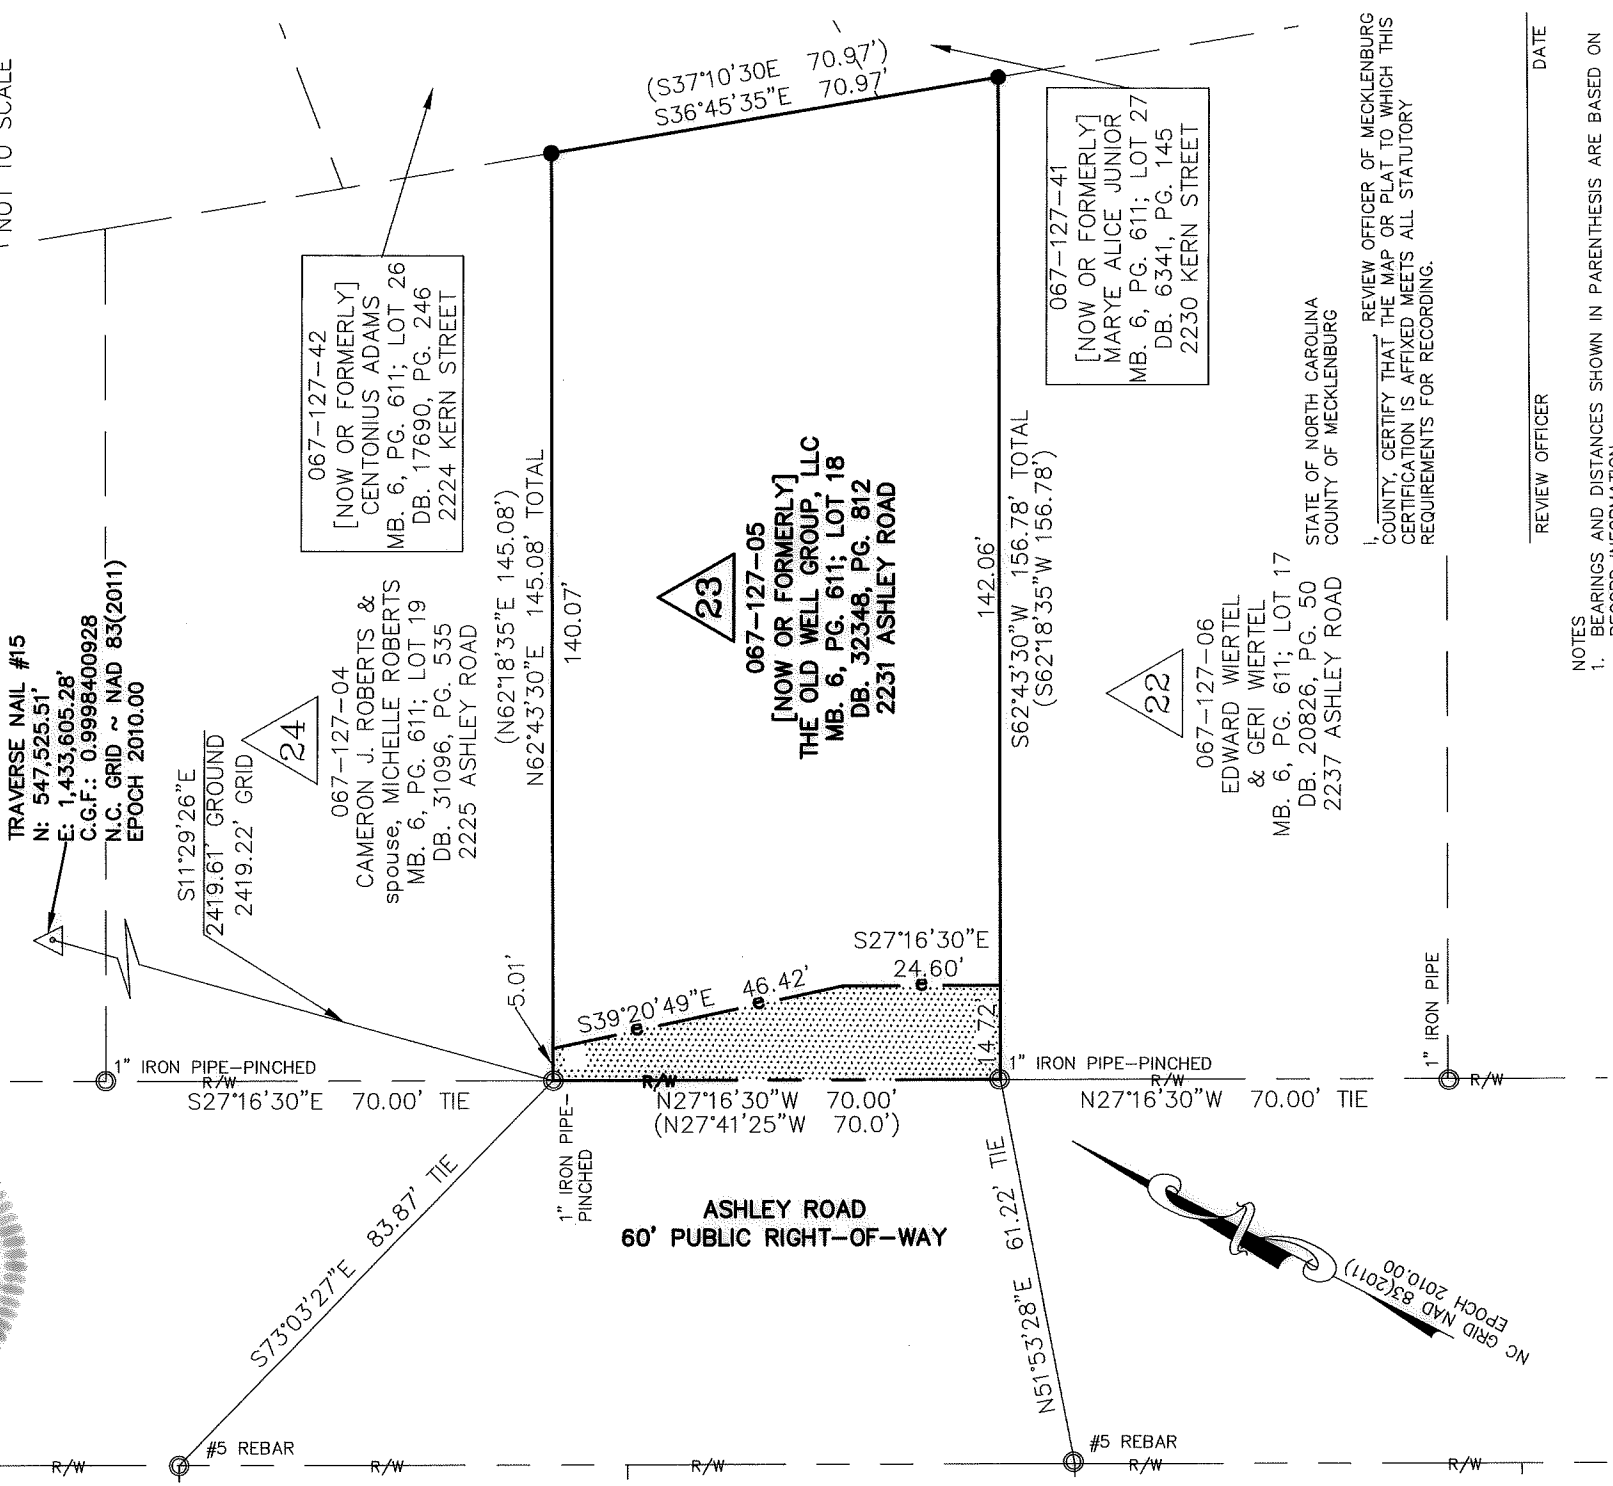 NOT TO SCALE
TRAVERSE NAIL #15
N: 547,525.51'
E: 1,433,605.28'
C.G.F.: 0.9998400928
N.C. GRID ~ NAD 83(2011)
EPOCH 2010.00
S11°29'26"E
2419.61' GROUND
2419.22' GRID
24
067-127-04
CAMERON J. ROBERTS &
spouse, MICHELLE ROBERTS
MB. 6, PG. 611; LOT 19
DB. 31096, PG. 535
2225 ASHLEY ROAD
067-127-42
[NOW OR FORMERLY]
CENTONIUS ADAMS
MB. 6, PG. 611; LOT 26
DB. 17690, PG. 246
2224 KERN STREET
(S37°10'30E 70.97')
S36°45'35"E 70.97'
(N62°18'35"E 145.08')
N62°43'30"E 145.08' TOTAL
140.07'
5.01'
23
067-127-05
[NOW OR FORMERLY]
THE OLD WELL GROUP, LLC
MB. 6, PG. 611; LOT 18
DB. 32348, PG. 812
2231 ASHLEY ROAD
S27°16'30"E
24.60'
S39°20'49"E 46.42'
e
e
e
14.72'
142.06'
S62°43'30"W 156.78' TOTAL
(S62°18'35"W 156.78')
067-127-41
[NOW OR FORMERLY]
MARYE ALICE JUNIOR
MB. 6, PG. 611; LOT 27
DB. 6341, PG. 145
2230 KERN STREET
22
067-127-06
EDWARD WIERTEL
& GERI WIERTEL
MB. 6, PG. 611; LOT 17
DB. 20826, PG. 50
2237 ASHLEY ROAD
1" IRON PIPE-PINCHED
R/W
S27°16'30"E 70.00' TIE
1" IRON PIPE-
PINCHED
R/W
N27°16'30"W 70.00'
(N27°41'25"W 70.0')
1" IRON PIPE-PINCHED
R/W
N27°16'30"W 70.00' TIE
1" IRON PIPE
R/W
S73°03'27"E 83.87' TIE
ASHLEY ROAD
60' PUBLIC RIGHT-OF-WAY
N51°53'28"E 61.22' TIE
#5 REBAR
#5 REBAR
R/W
R/W
R/W
R/W
R/W
NC GRID NAD 83(2011)
EPOCH 2010.00
STATE OF NORTH CAROLINA
COUNTY OF MECKLENBURG
I, REVIEW OFFICER OF MECKLENBURG
COUNTY, CERTIFY THAT THE MAP OR PLAT TO WHICH THIS
CERTIFICATION IS AFFIXED MEETS ALL STATUTORY
REQUIREMENTS FOR RECORDING.
REVIEW OFFICER DATE
NOTES
1. BEARINGS AND DISTANCES SHOWN IN PARENTHESIS ARE BASED ON
RECORD INFORMATION